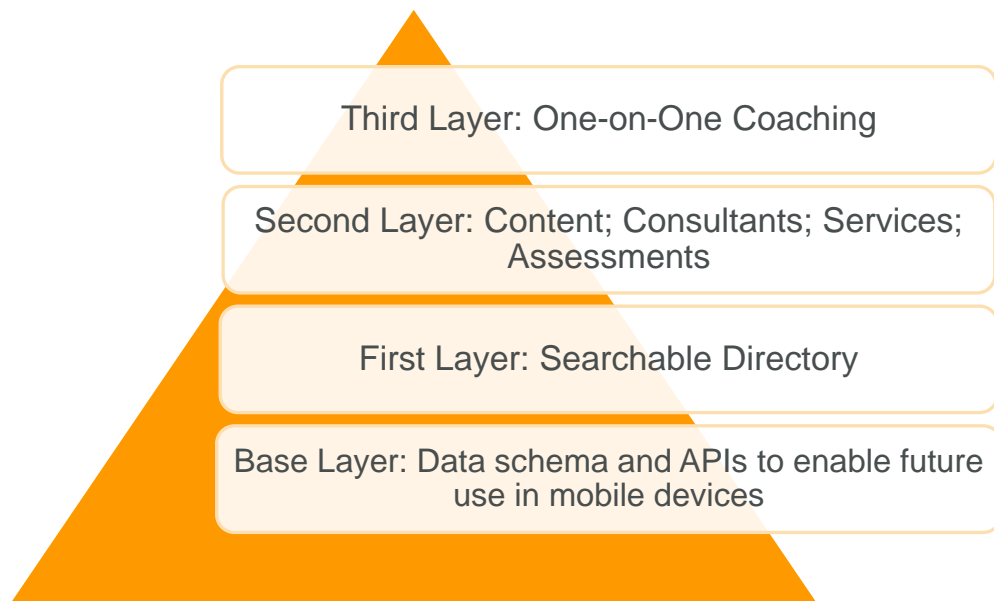 Third Layer: One-on-One Coaching
Second Layer: Content; Consultants; Services;
Assessments
First Layer: Searchable Directory
Base Layer: Data schema and APIs to enable future
use in mobile devices